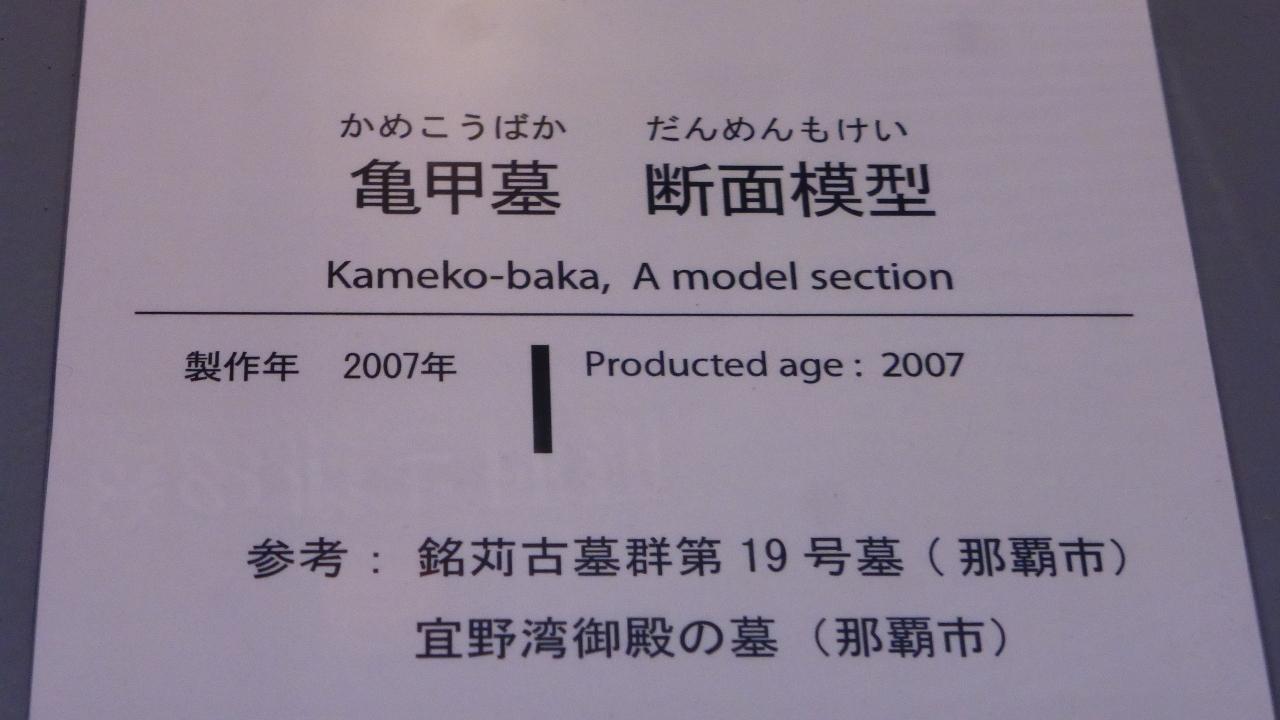 かめこうばか　だんめんもけい
亀甲墓　断面模型
Kameko-baka, A model section
製作年　2007年　Producted age : 2007
参考： 銘苅古墓群第 19 号墓（那覇市）
宜野湾御殿の墓（那覇市）